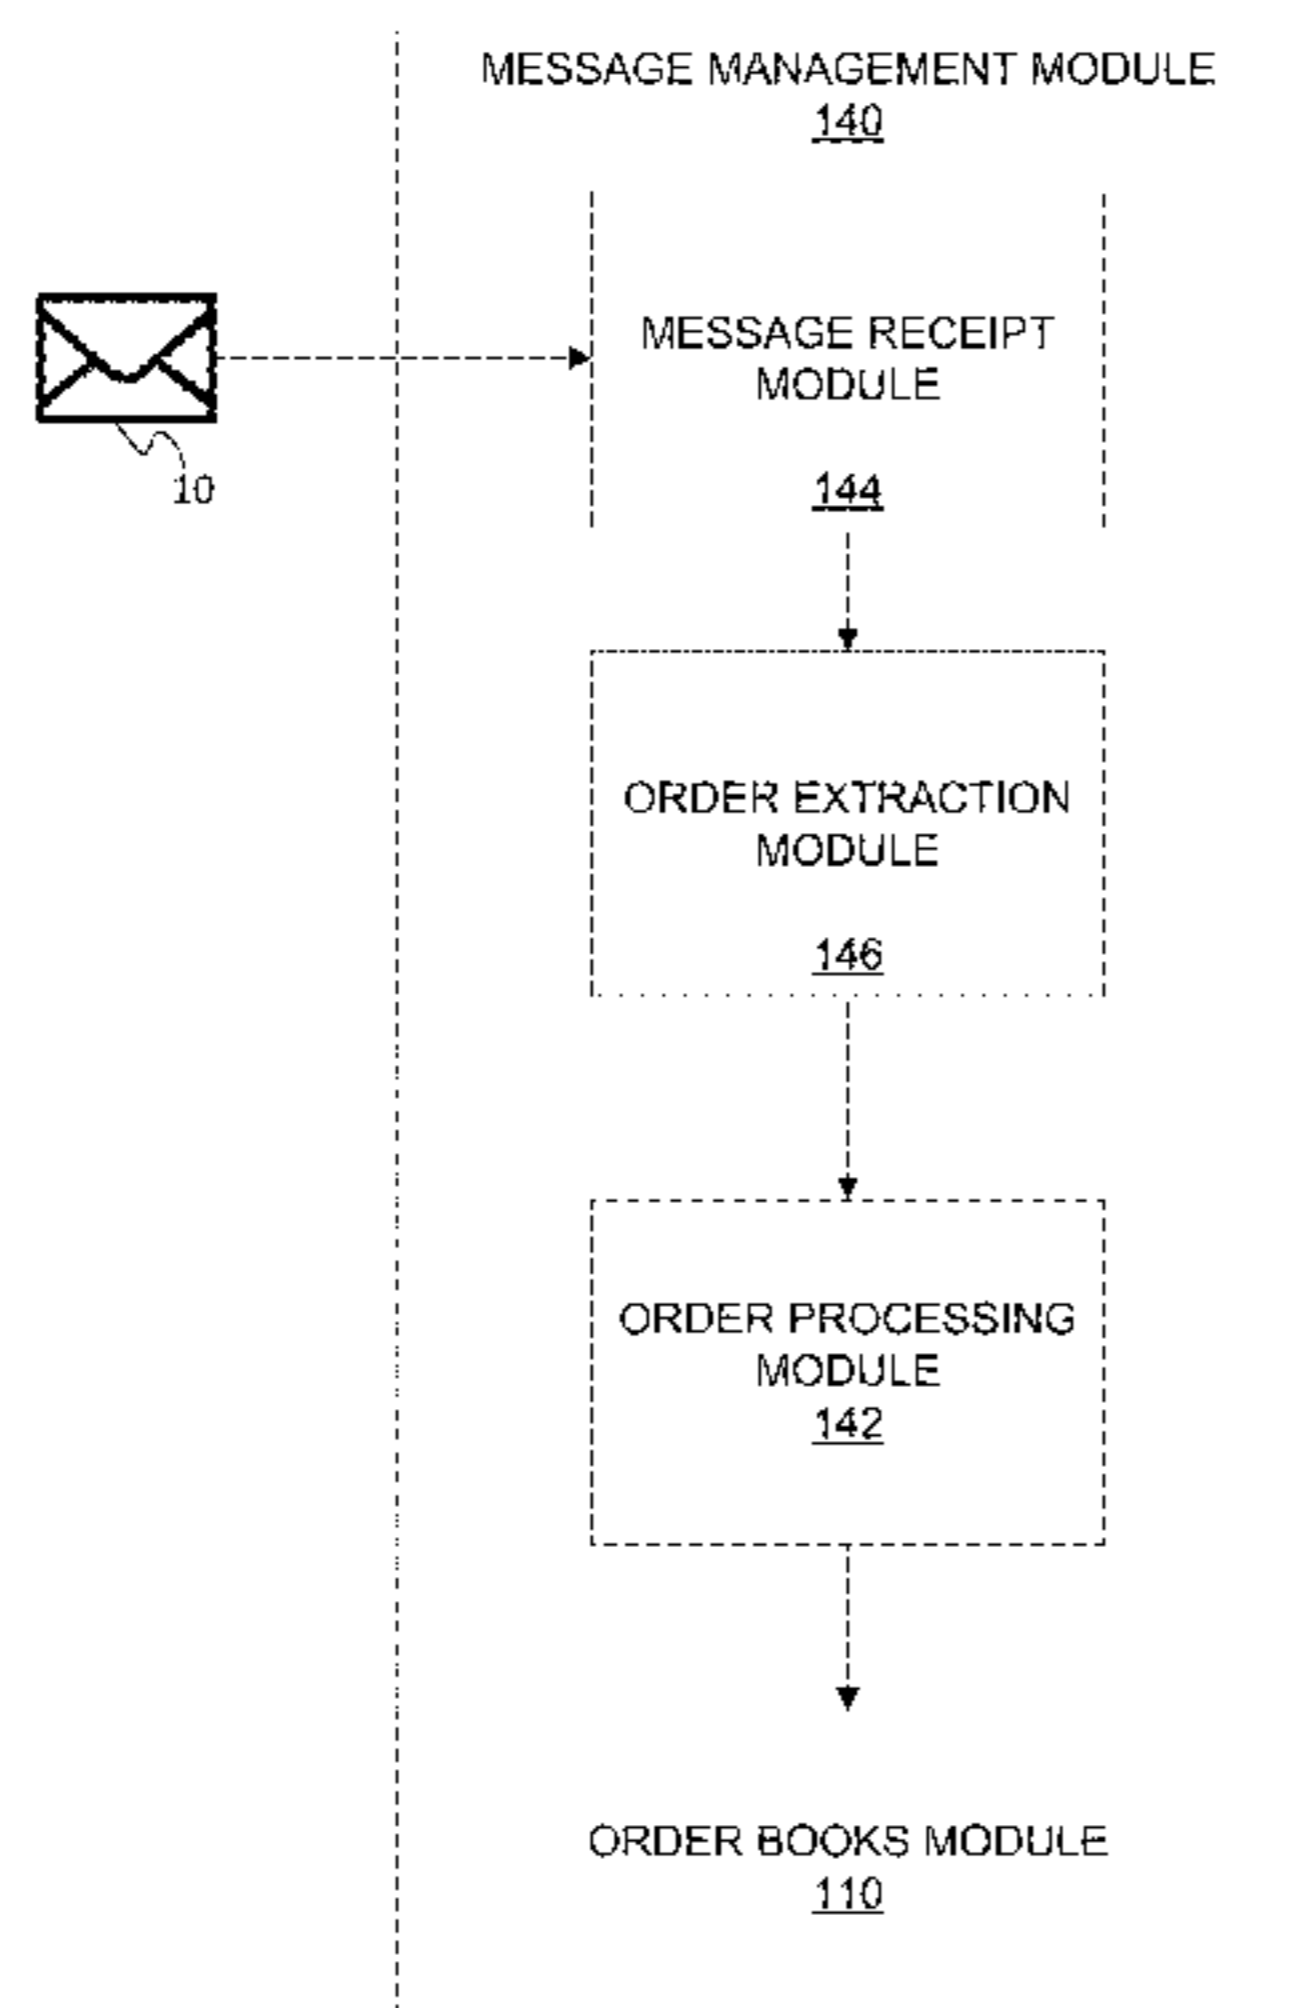 MESSAGE MANAGEMENT MODULE
140
MESSAGE RECEIPT
MODULE
144
10
ORDER EXTRACTION
MODULE
146
ORDER PROCESSING
MODULE
142
ORDER BOOKS MODULE
110